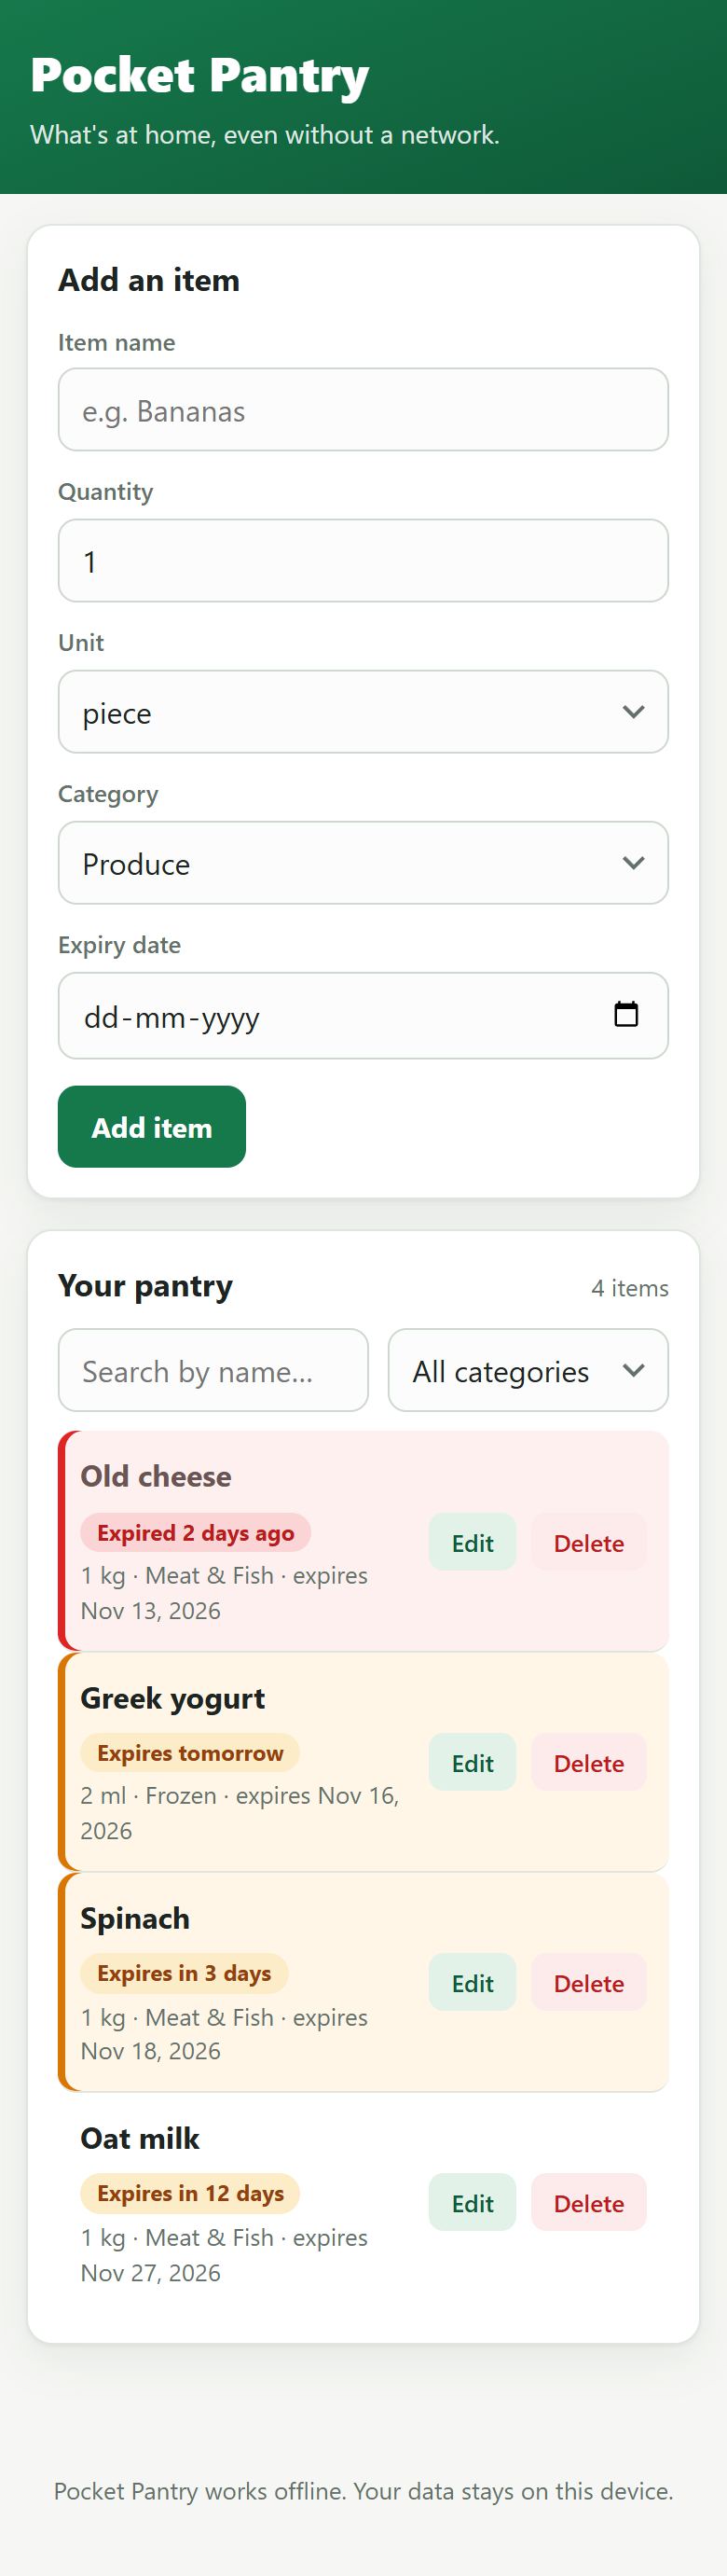 Pocket Pantry
What's at home, even without a network.
Add an item
Item name
e.g. Bananas
Quantity
1
Unit
piece
Category
Produce
Expiry date
dd-mm-yyyy
Add item
Your pantry
4 items
Search by name...
All categories
Old cheese
Expired 2 days ago
Edit
Delete
1 kg · Meat & Fish · expires
Nov 13, 2026
Greek yogurt
Expires tomorrow
Edit
Delete
2 ml · Frozen · expires Nov 16,
2026
Spinach
Expires in 3 days
Edit
Delete
1 kg · Meat & Fish · expires
Nov 18, 2026
Oat milk
Expires in 12 days
Edit
Delete
1 kg · Meat & Fish · expires
Nov 27, 2026
Pocket Pantry works offline. Your data stays on this device.